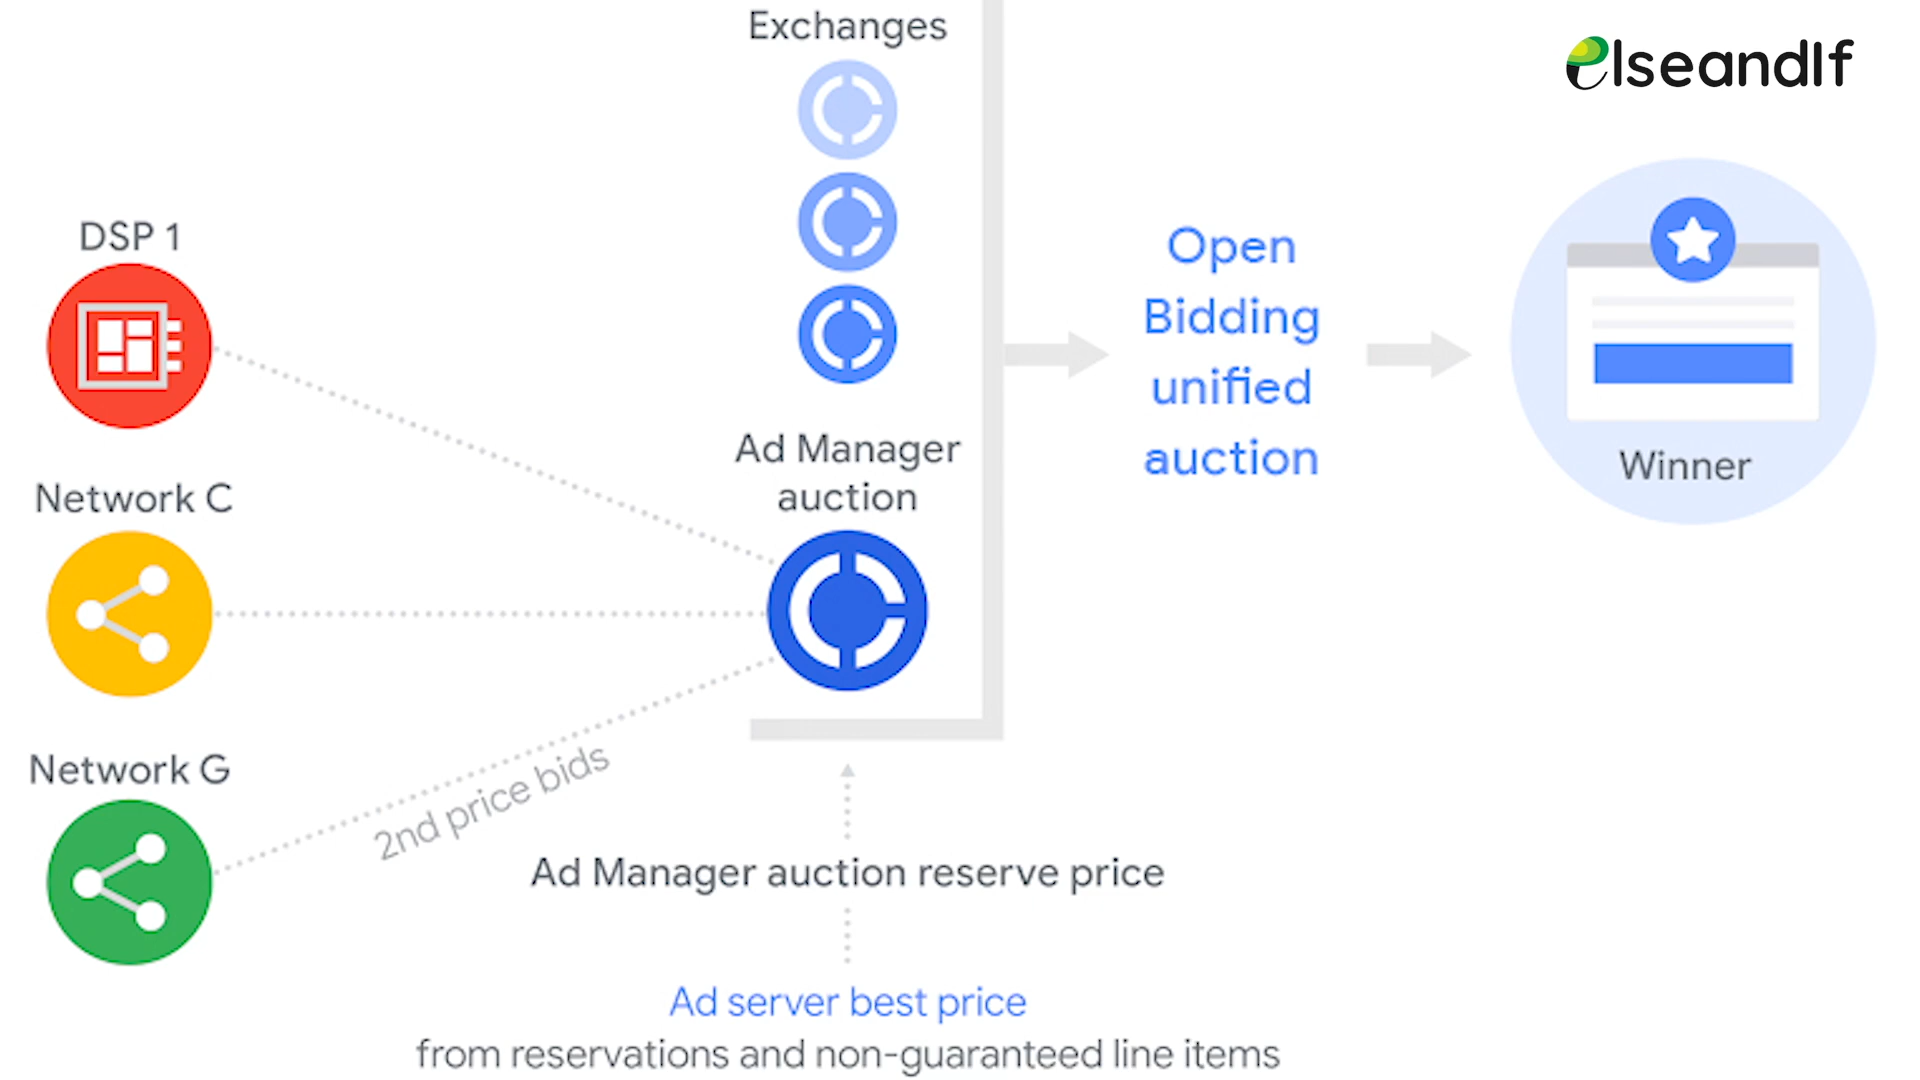 Exchanges
elseandIf
DSP 1
Network C
Network G
Ad Manager
auction
Open
Bidding
unified
auction
Winner
2nd price bids
Ad Manager auction reserve price
Ad server best price
from reservations and non-guaranteed line items